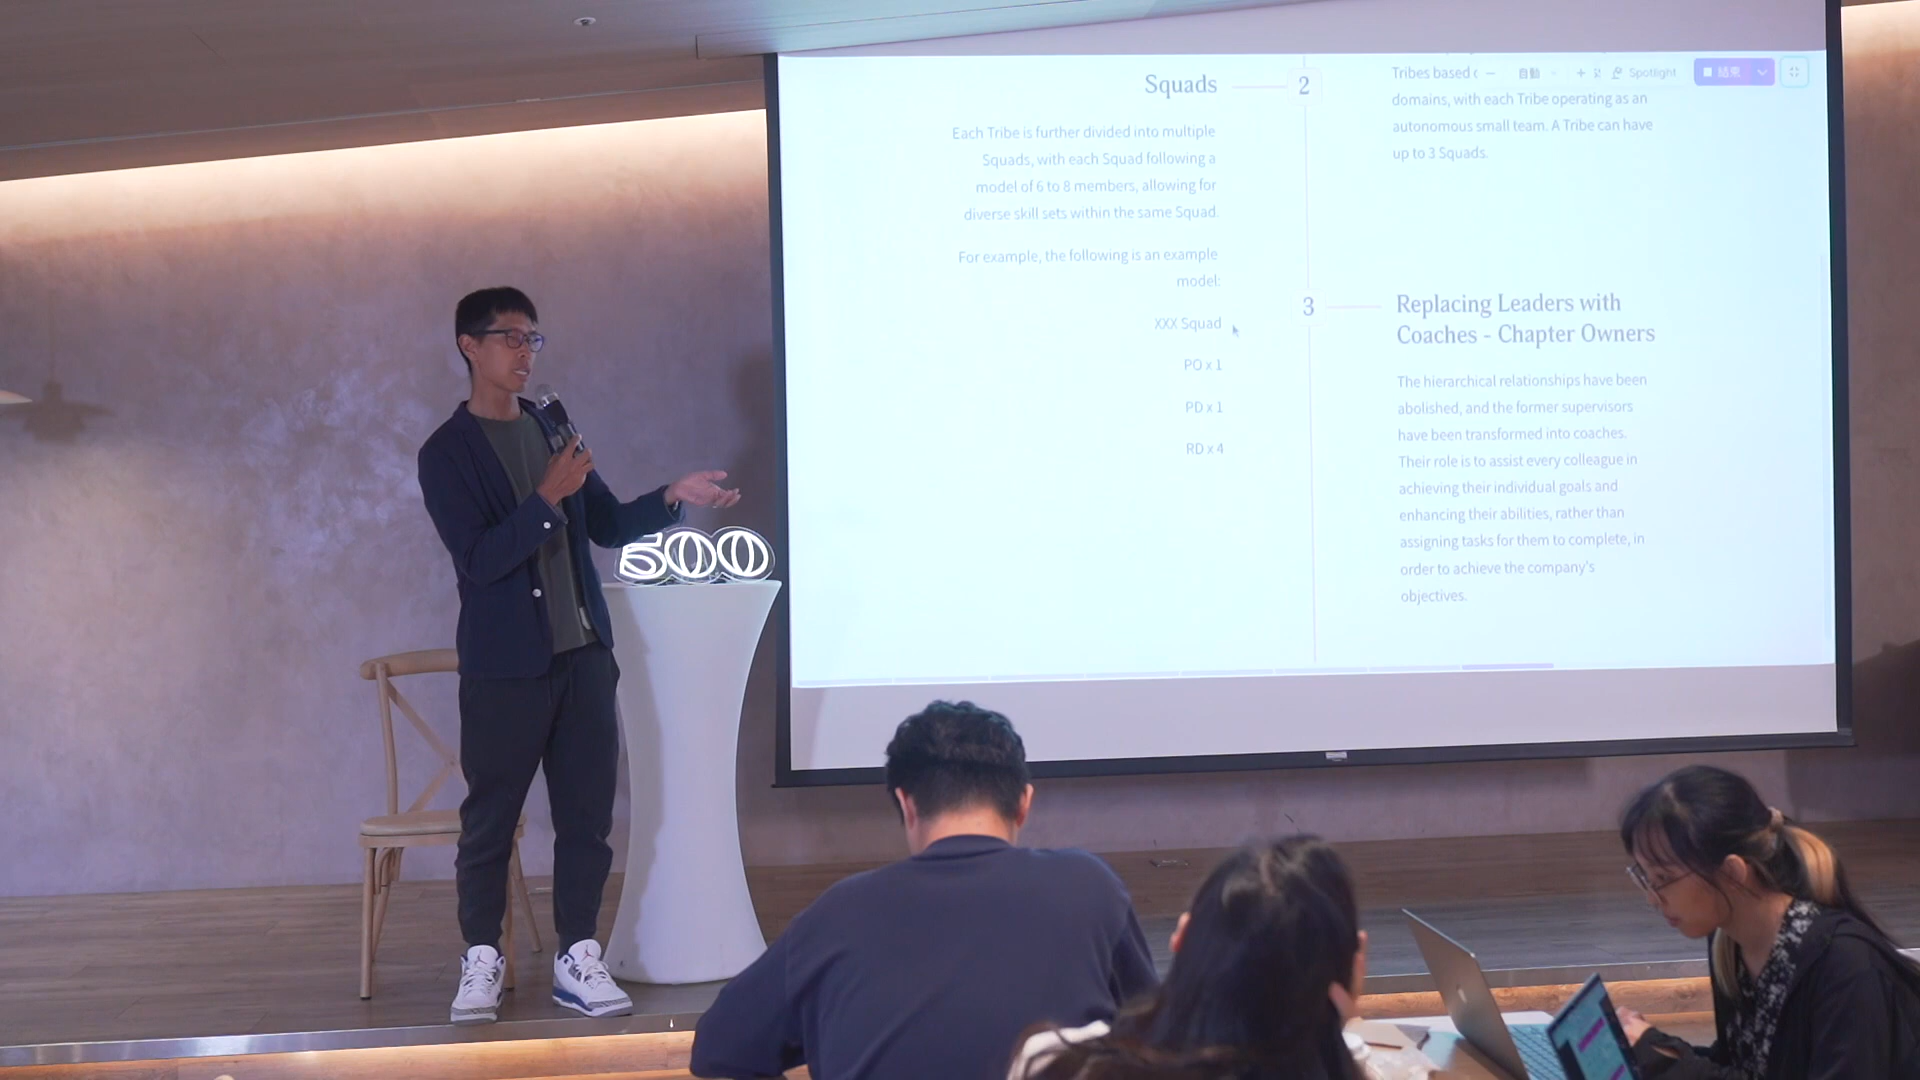 Squads
2
Each Tribe is further divided into multiple
Squads, with each Squad following a
model of 6 to 8 members, allowing for
diverse skill sets within the same Squad.
For example, the following is an example
model:
XXX Squad
PO x 1
PD x 1
RD x 4
Tribes based
domains, with each Tribe operating as an
autonomous small team. A Tribe can have
up to 3 Squads.
自動
Spotlight
結束
3
Replacing Leaders with
Coaches - Chapter Owners
The hierarchical relationships have been
abolished, and the former supervisors
have been transformed into coaches.
Their role is to assist every colleague in
achieving their individual goals and
enhancing their abilities, rather than
assigning tasks for them to complete, in
order to achieve the company's
objectives.
500